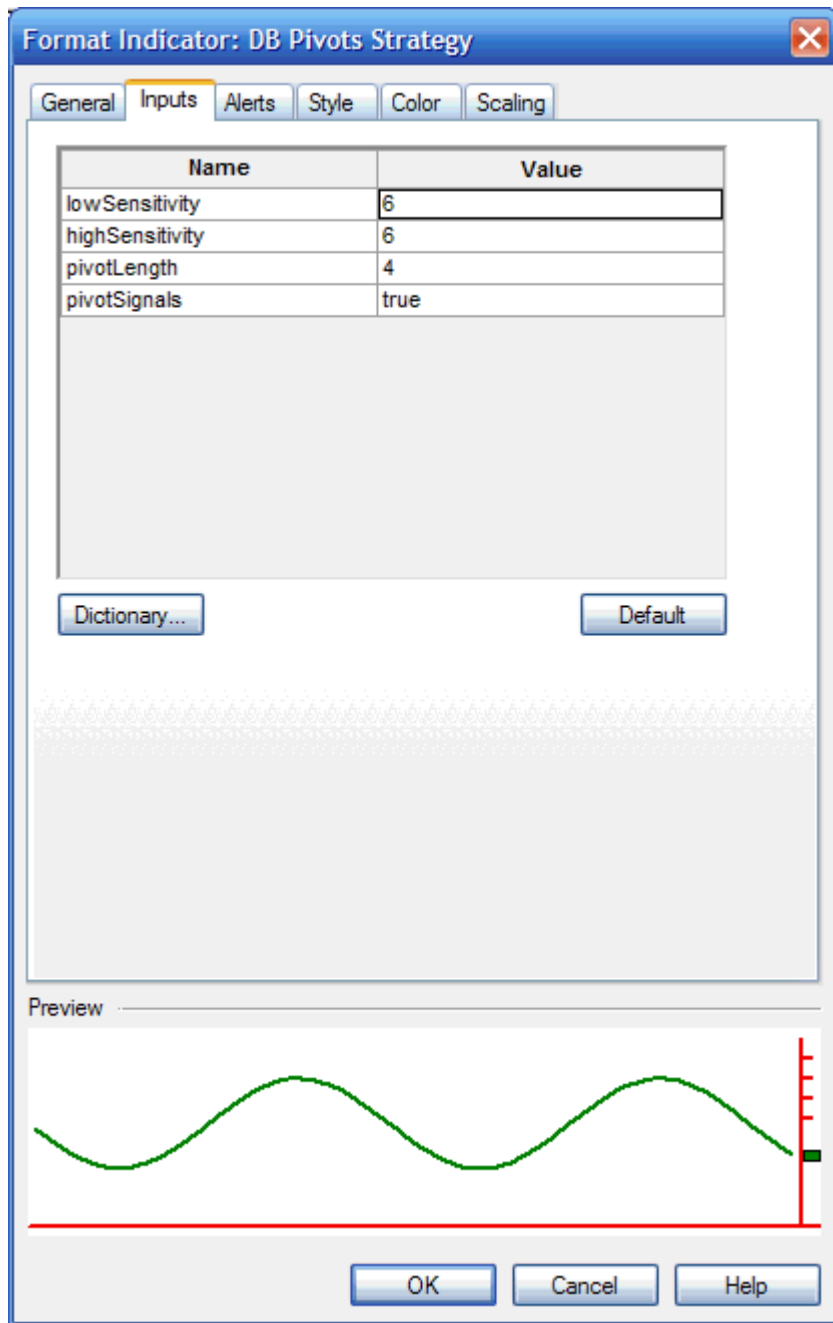 Format Indicator: DB Pivots Strategy
General Inputs Alerts Style Color Scaling
Name Value
lowSensitivity 6
highSensitivity 6
pivotLength 4
pivotSignals true
Dictionary... Default
Preview
OK Cancel Help